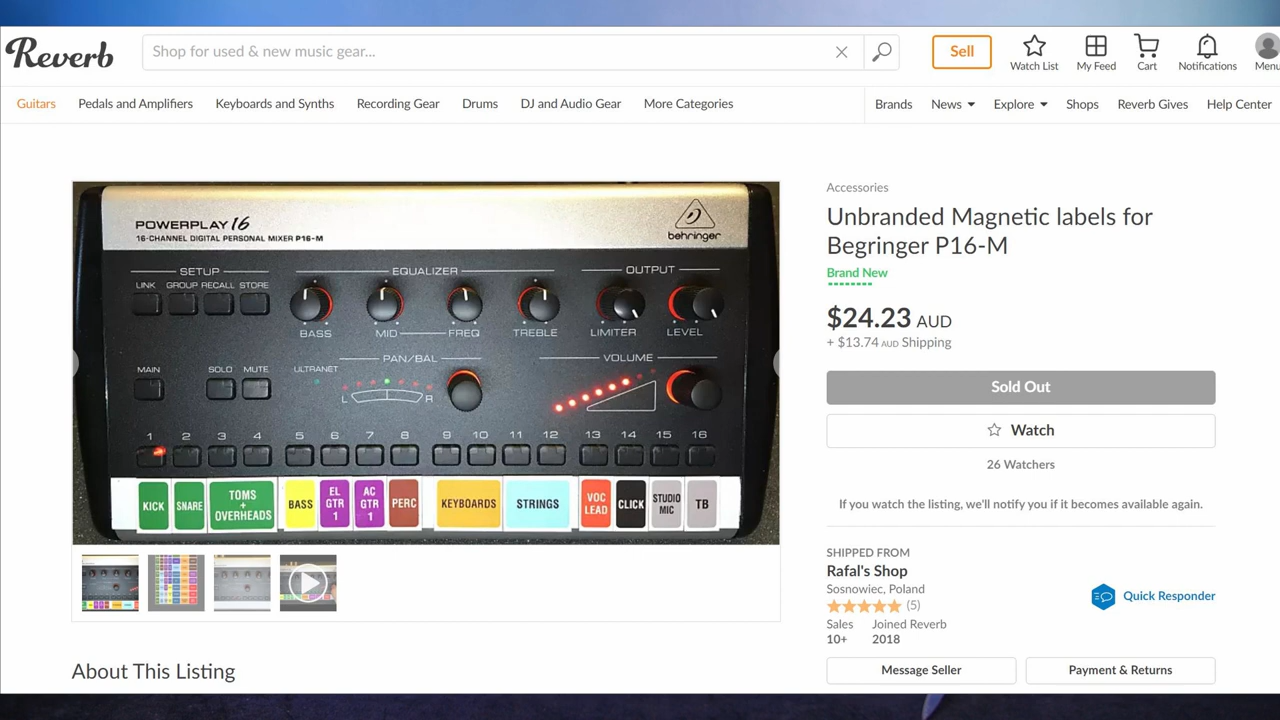 Reverb
Shop for used & new music gear...
Sell
Watch List
My Feed
Cart
Notifications
Menu
Guitars
Pedals and Amplifiers
Keyboards and Synths
Recording Gear
Drums
DJ and Audio Gear
More Categories
Brands
News
Explore
Shops
Reverb Gives
Help Center
POWERPLAY 16
16-CHANNEL DIGITAL PERSONAL MIXER P16-M
behringer
SETUP
EQUALIZER
OUTPUT
LINK GROUP RECALL STORE
BASS MID FREQ TREBLE LIMITER LEVEL
PAN/BAL
VOLUME
MAIN SOLO MUTE ULTRANET
L R
1 2 3 4 5 6 7 8 9 10 11 12 13 14 15 16
KICK
SNARE
TOMS
+
OVERHEADS
BASS
EL
GTR
1
AC
GTR
1
PERC
KEYBOARDS
STRINGS
VOC
LEAD
CLICK
STUDIO
MIC
TB
About This Listing
Accessories
Unbranded Magnetic labels for
Begringer P16-M
Brand New
$24.23 AUD
+ $13.74 AUD Shipping
Sold Out
Watch
26 Watchers
If you watch the listing, we'll notify you if it becomes available again.
SHIPPED FROM
Rafal's Shop
Sosnowiec, Poland
(5)
Quick Responder
Sales Joined Reverb
10+ 2018
Message Seller
Payment & Returns